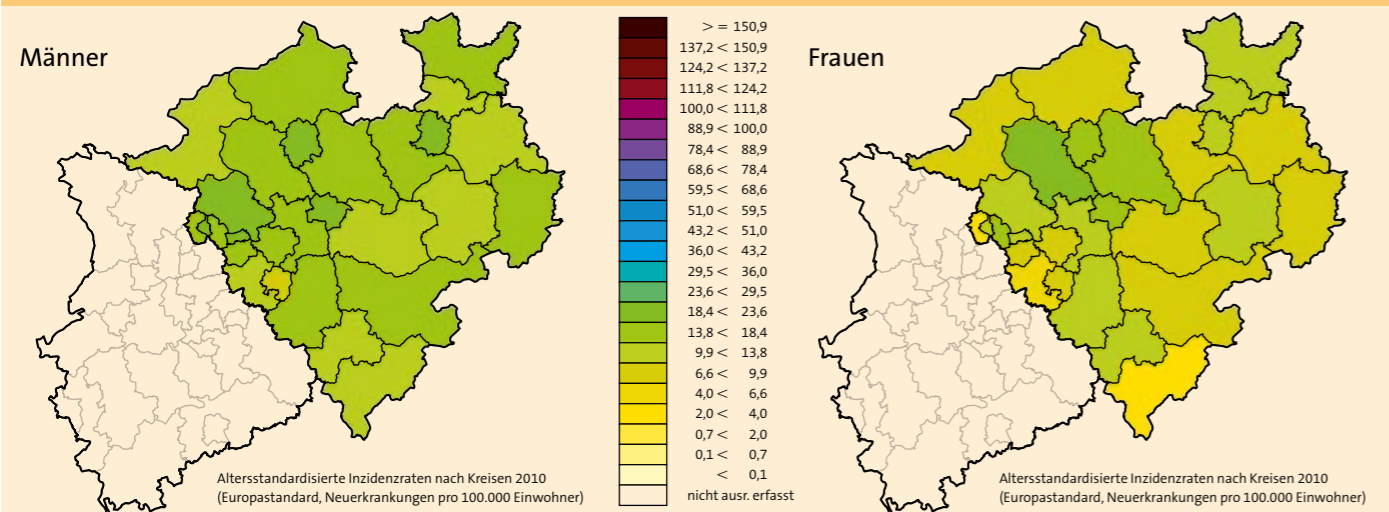 Männer
> = 150,9
137,2 < 150,9
124,2 < 137,2
111,8 < 124,2
100,0 < 111,8
88,9 < 100,0
78,4 < 88,9
68,6 < 78,4
59,5 < 68,6
51,0 < 59,5
43,2 < 51,0
36,0 < 43,2
29,5 < 36,0
23,6 < 29,5
18,4 < 23,6
13,8 < 18,4
9,9 < 13,8
6,6 < 9,9
4,0 < 6,6
2,0 < 4,0
0,7 < 2,0
0,1 < 0,7
< 0,1
nicht ausr. erfasst
Altersstandardisierte Inzidenzraten nach Kreisen 2010
(Europastandard, Neuerkrankungen pro 100.000 Einwohner)
Frauen
Altersstandardisierte Inzidenzraten nach Kreisen 2010
(Europastandard, Neuerkrankungen pro 100.000 Einwohner)